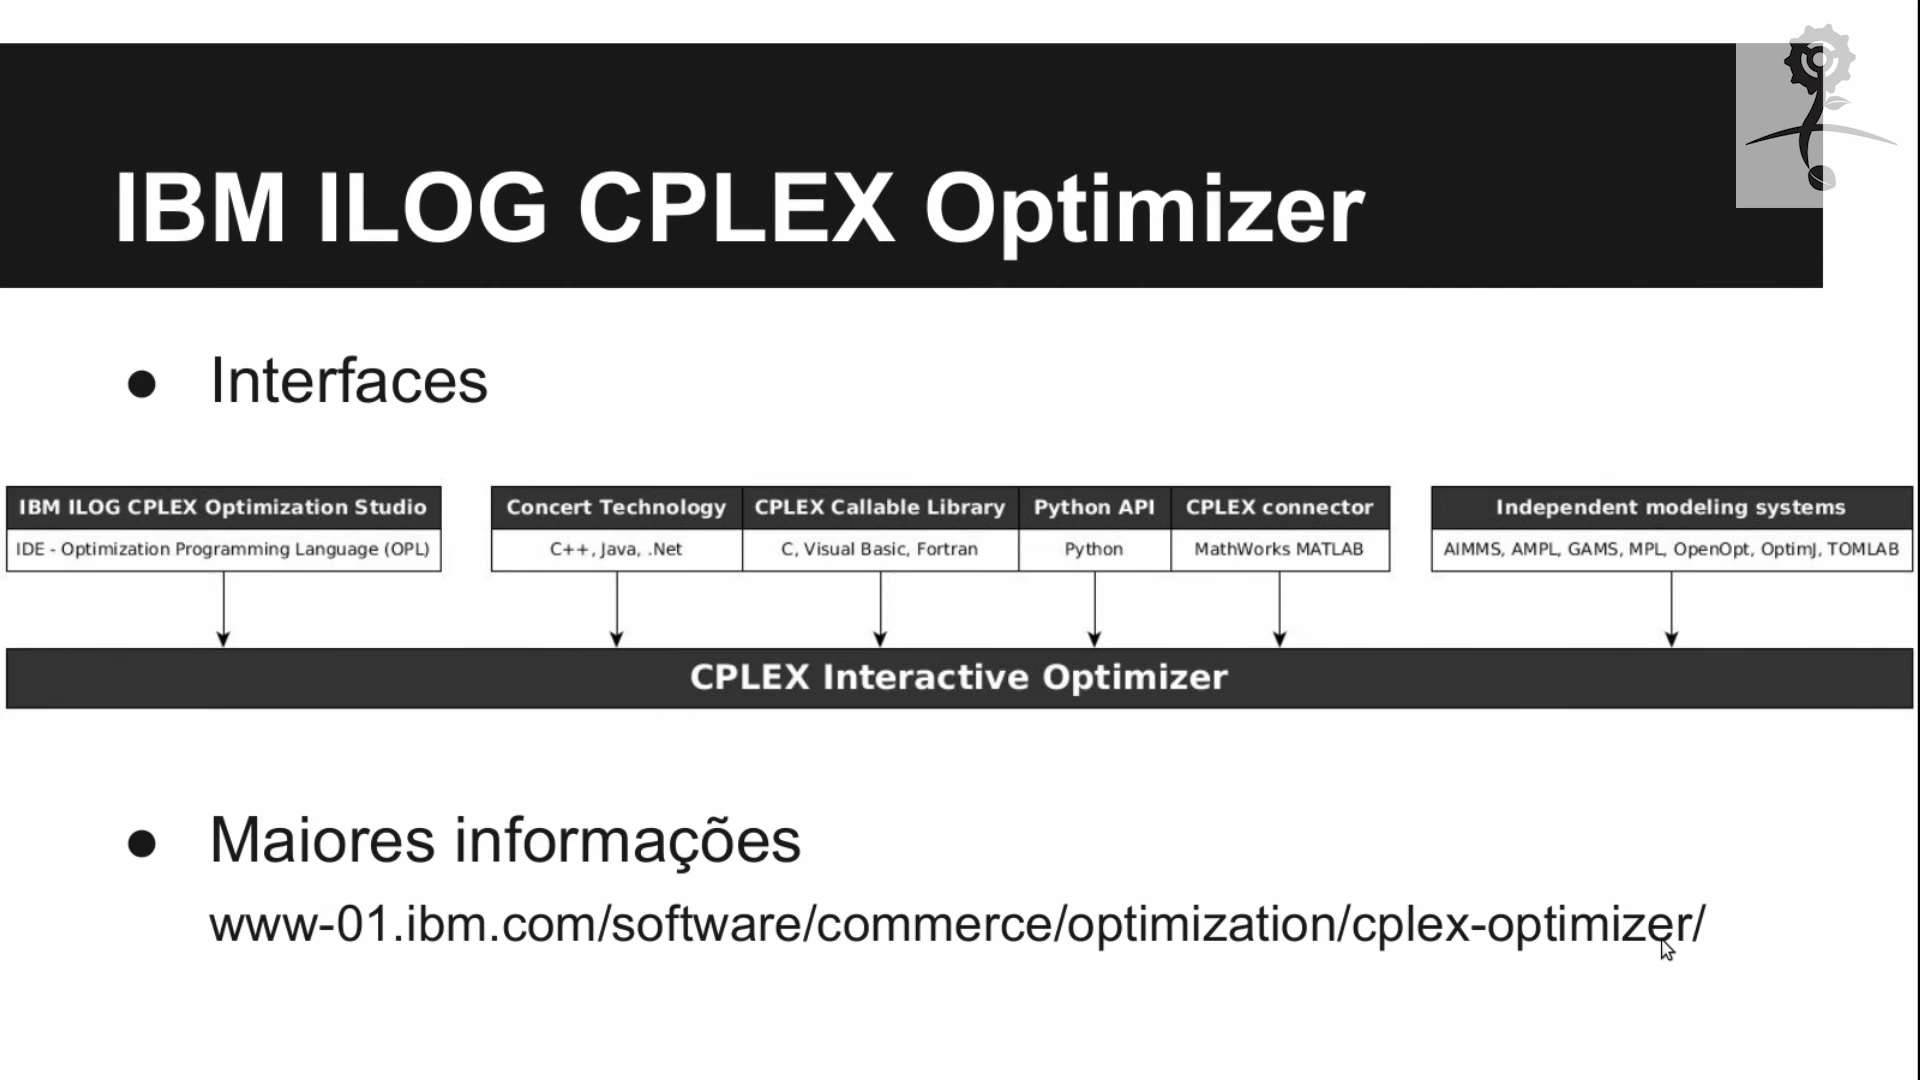 IBM ILOG CPLEX Optimizer
● Interfaces
IBM ILOG CPLEX Optimization Studio
IDE - Optimization Programming Language (OPL)
Concert Technology
C++, Java, .Net
CPLEX Callable Library
C, Visual Basic, Fortran
Python API
Python
CPLEX connector
MathWorks MATLAB
Independent modeling systems
AIMMS, AMPL, GAMS, MPL, OpenOpt, OptimJ, TOMLAB
CPLEX Interactive Optimizer
● Maiores informações
www-01.ibm.com/software/commerce/optimization/cplex-optimizer/